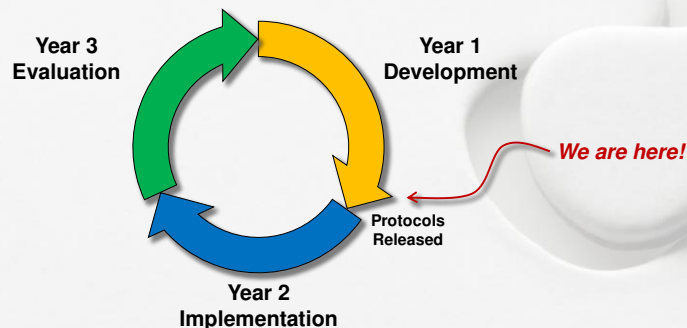 Year 3
Evaluation
Year 1
Development
We are here!
Protocols
Released
Year 2
Implementation